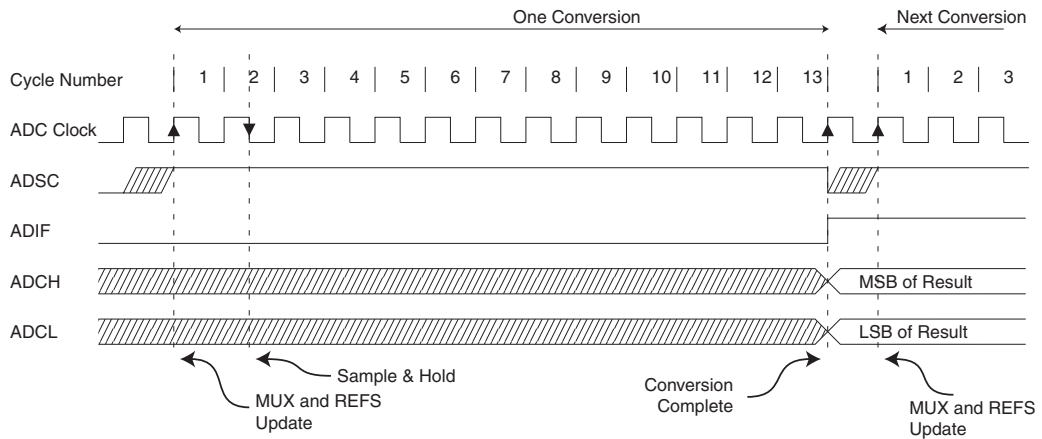 One Conversion
Next Conversion
Cycle Number 1 2 3 4 5 6 7 8 9 10 11 12 13 1 2 3
ADC Clock
ADSC
ADIF
ADCH
MSB of Result
ADCL
LSB of Result
Sample & Hold
MUX and REFS
Update
Conversion
Complete
MUX and REFS
Update